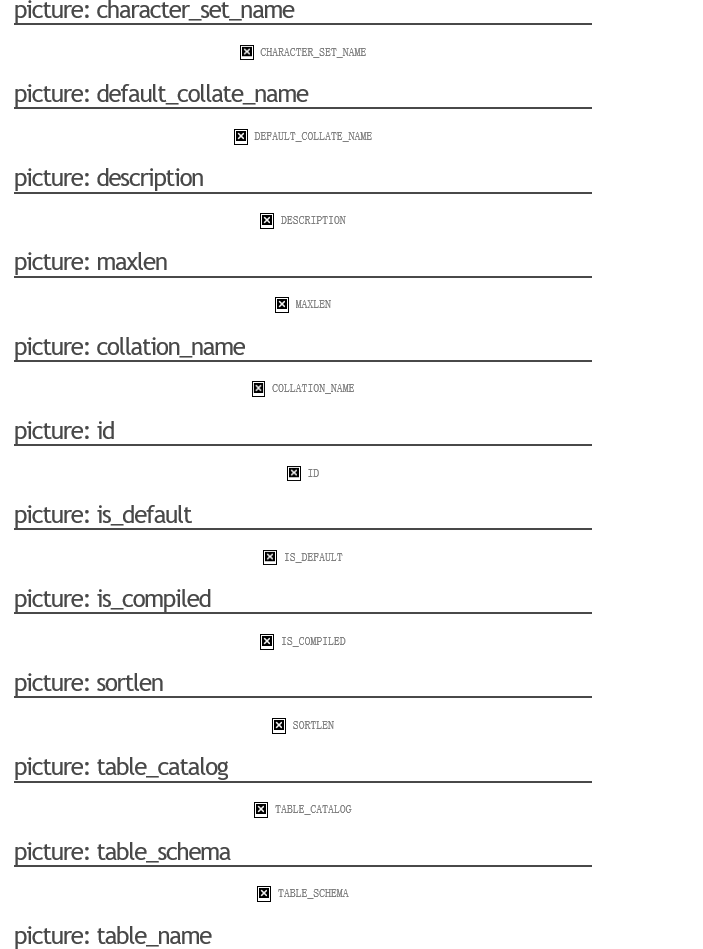 picture: character_set_name
CHARACTER_SET_NAME
picture: default_collate_name
DEFAULT_COLLATE_NAME
picture: description
DESCRIPTION
picture: maxlen
MAXLEN
picture: collation_name
COLLATION_NAME
picture: id
ID
picture: is_default
IS_DEFAULT
picture: is_compiled
IS_COMPILED
picture: sortlen
SORTLEN
picture: table_catalog
TABLE_CATALOG
picture: table_schema
TABLE_SCHEMA
picture: table_name